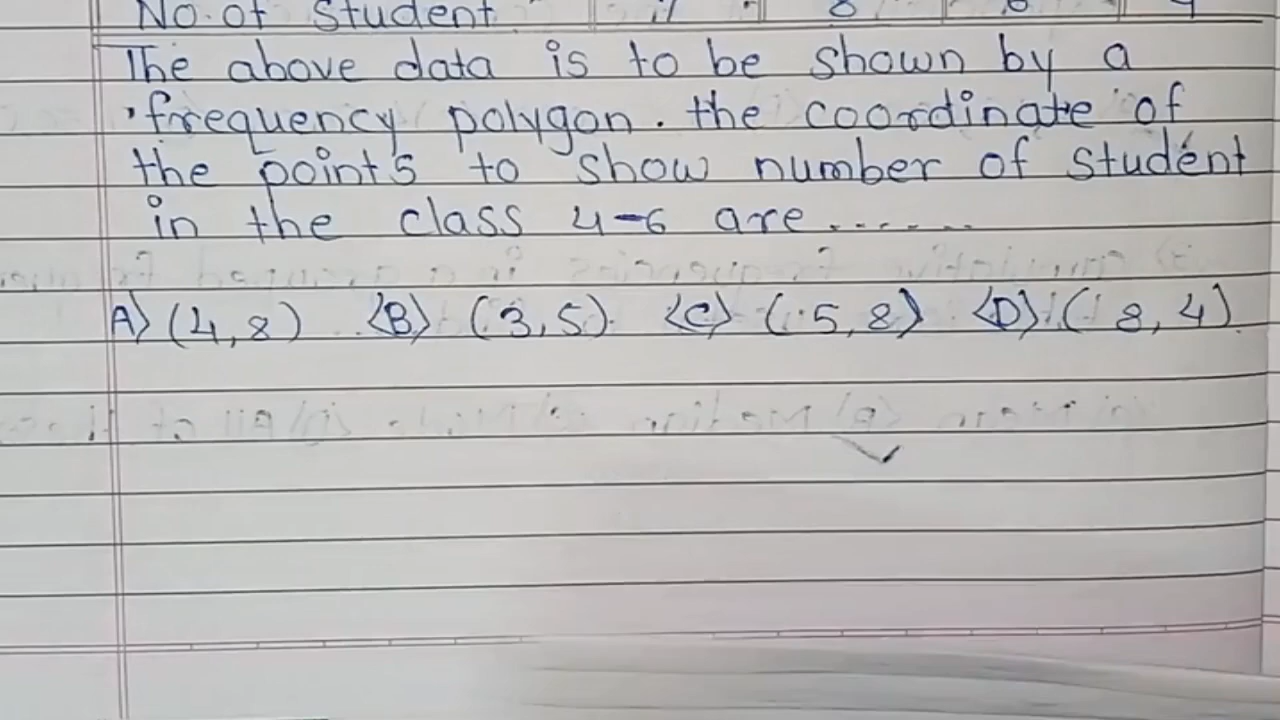 No. of Student 8
The above data is to be shown by a
frequency polygon. the coordinate of
the points to show number of student
in the class 4-6 are.......
A) (4,8) <B> (3,5) <C> (5,8) <D> (8,4)